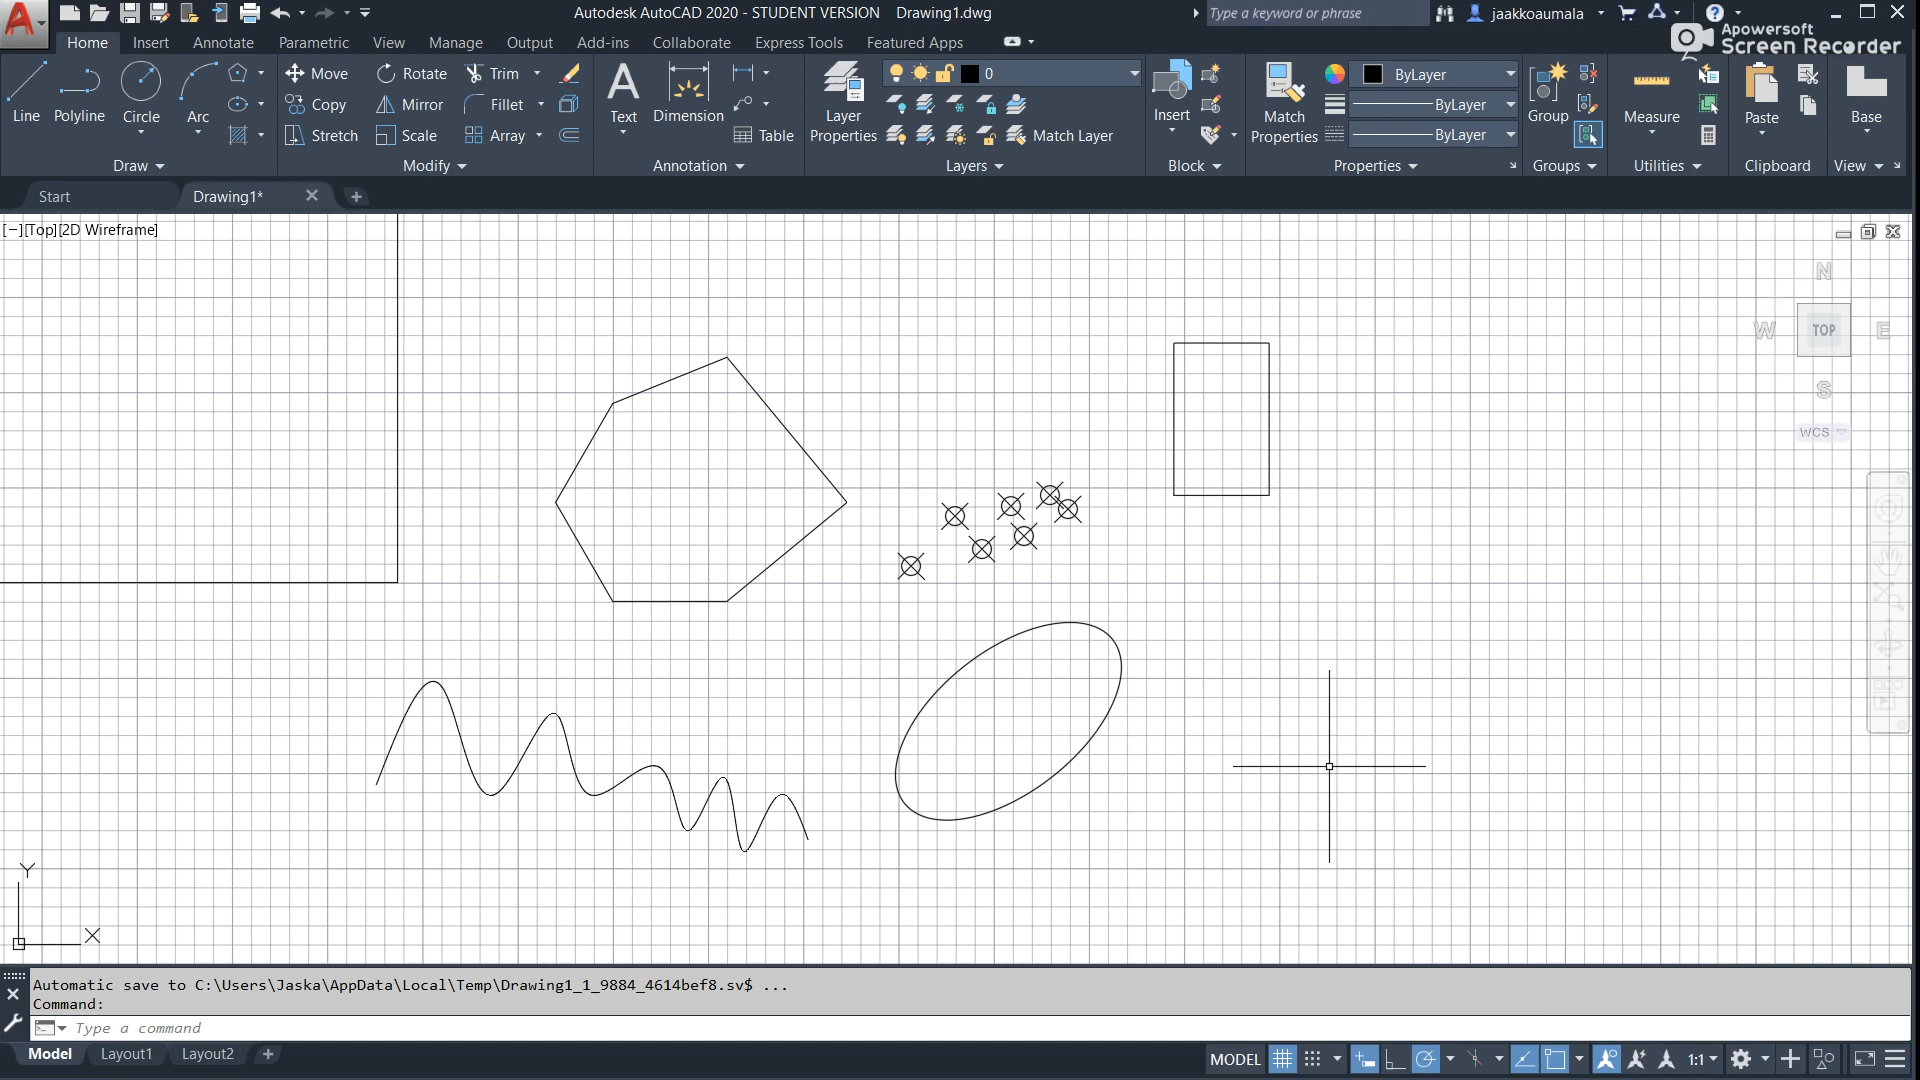 Autodesk AutoCAD 2020 - STUDENT VERSION Drawing1.dwg
Type a keyword or phrase
jaakkoaumala
Home Insert Annotate Parametric View Manage Output Add-ins Collaborate Express Tools Featured Apps
Apowersoft
Screen Recorder
Line Polyline Circle Arc
Draw
Move Rotate Trim
Copy Mirror Fillet
Stretch Scale Array
Modify
Text Dimension
Table
Annotation
Layer Properties
0
Match Layer
Layers
Insert
Block
Match Properties
ByLayer
ByLayer
ByLayer
Properties
Group
Groups
Measure
Utilities
Paste
Clipboard
Base
View
Start Drawing1*
[−][Top][2D Wireframe]
N
W TOP E
S
WCS
Y
X
Automatic save to C:\Users\Jaska\AppData\Local\Temp\Drawing1_1_9884_4614bef8.sv$ ...
Command:
Type a command
Model Layout1 Layout2
MODEL 1:1